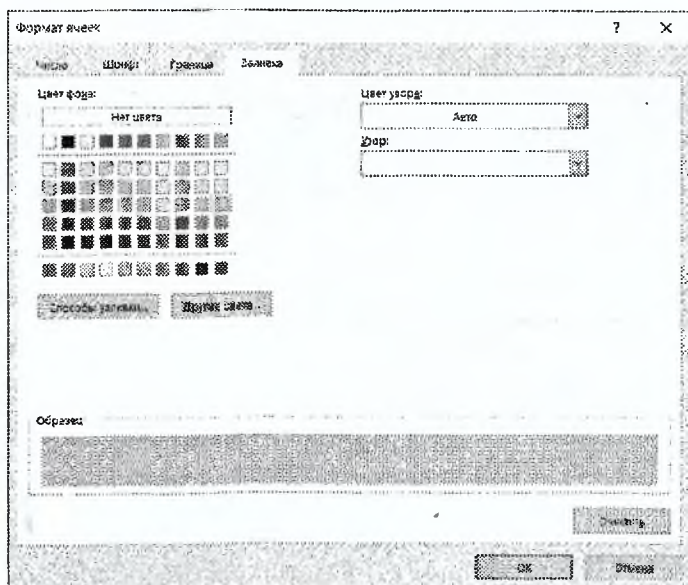 Формат ячеек
Число Шрифт Граница Заливка
Цвет фона:
Нет цвета
Цвет узора:
Авто
Узор:
Способы заливки... Другие цвета...
Образец
Очистить
ОК Отмена